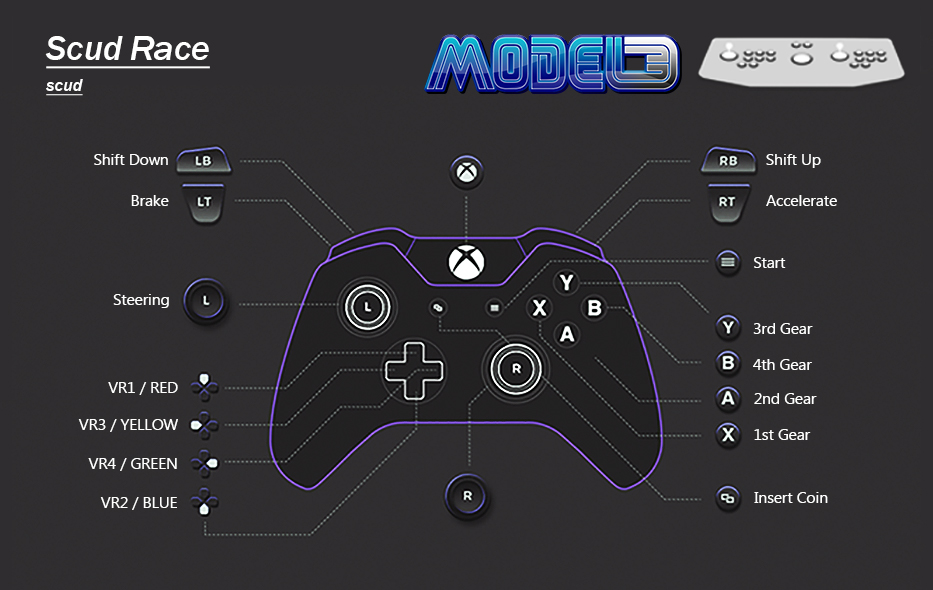 Scud Race
scud
MODEL3
Shift Down
LB
RB
Shift Up
Brake
LT
RT
Accelerate
Start
Steering
L
L
Y
X
B
A
Y
3rd Gear
B
4th Gear
R
VR1 / RED
A
2nd Gear
VR3 / YELLOW
X
1st Gear
VR4 / GREEN
VR2 / BLUE
R
Insert Coin